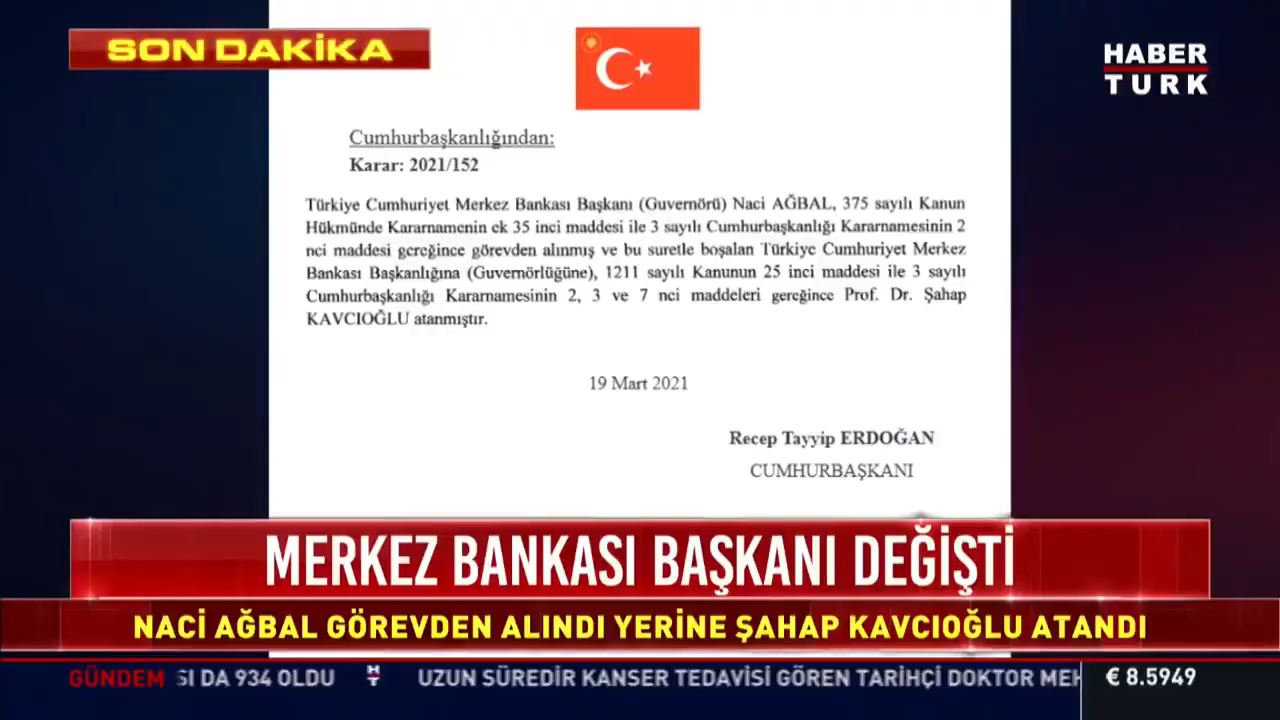 SON DAKİKA
HABER
TURK
Cumhurbaşkanlığından:
Karar: 2021/152
Türkiye Cumhuriyet Merkez Bankası Başkanı (Guvernörü) Naci AĞBAL, 375 sayılı Kanun
Hükmünde Kararnamenin ek 35 inci maddesi ile 3 sayılı Cumhurbaşkanlığı Kararnamesinin 2
nci maddesi gereğince görevden alınmış ve bu suretle boşalan Türkiye Cumhuriyet Merkez
Bankası Başkanlığına (Guvernörlüğüne), 1211 sayılı Kanunun 25 inci maddesi ile 3 sayılı
Cumhurbaşkanlığı Kararnamesinin 2, 3 ve 7 nci maddeleri gereğince Prof. Dr. Şahap
KAVCIOĞLU atanmıştır.
19 Mart 2021
Recep Tayyip ERDOĞAN
CUMHURBAŞKANI
MERKEZ BANKASI BAŞKANI DEĞİŞTİ
NACİ AĞBAL GÖREVDEN ALINDI YERİNE ŞAHAP KAVCIOĞLU ATANDI
GÜNDEM SI DA 934 OLDU HT UZUN SÜREDİR KANSER TEDAVİSİ GÖREN TARİHÇİ DOKTOR MEH € 8.5949